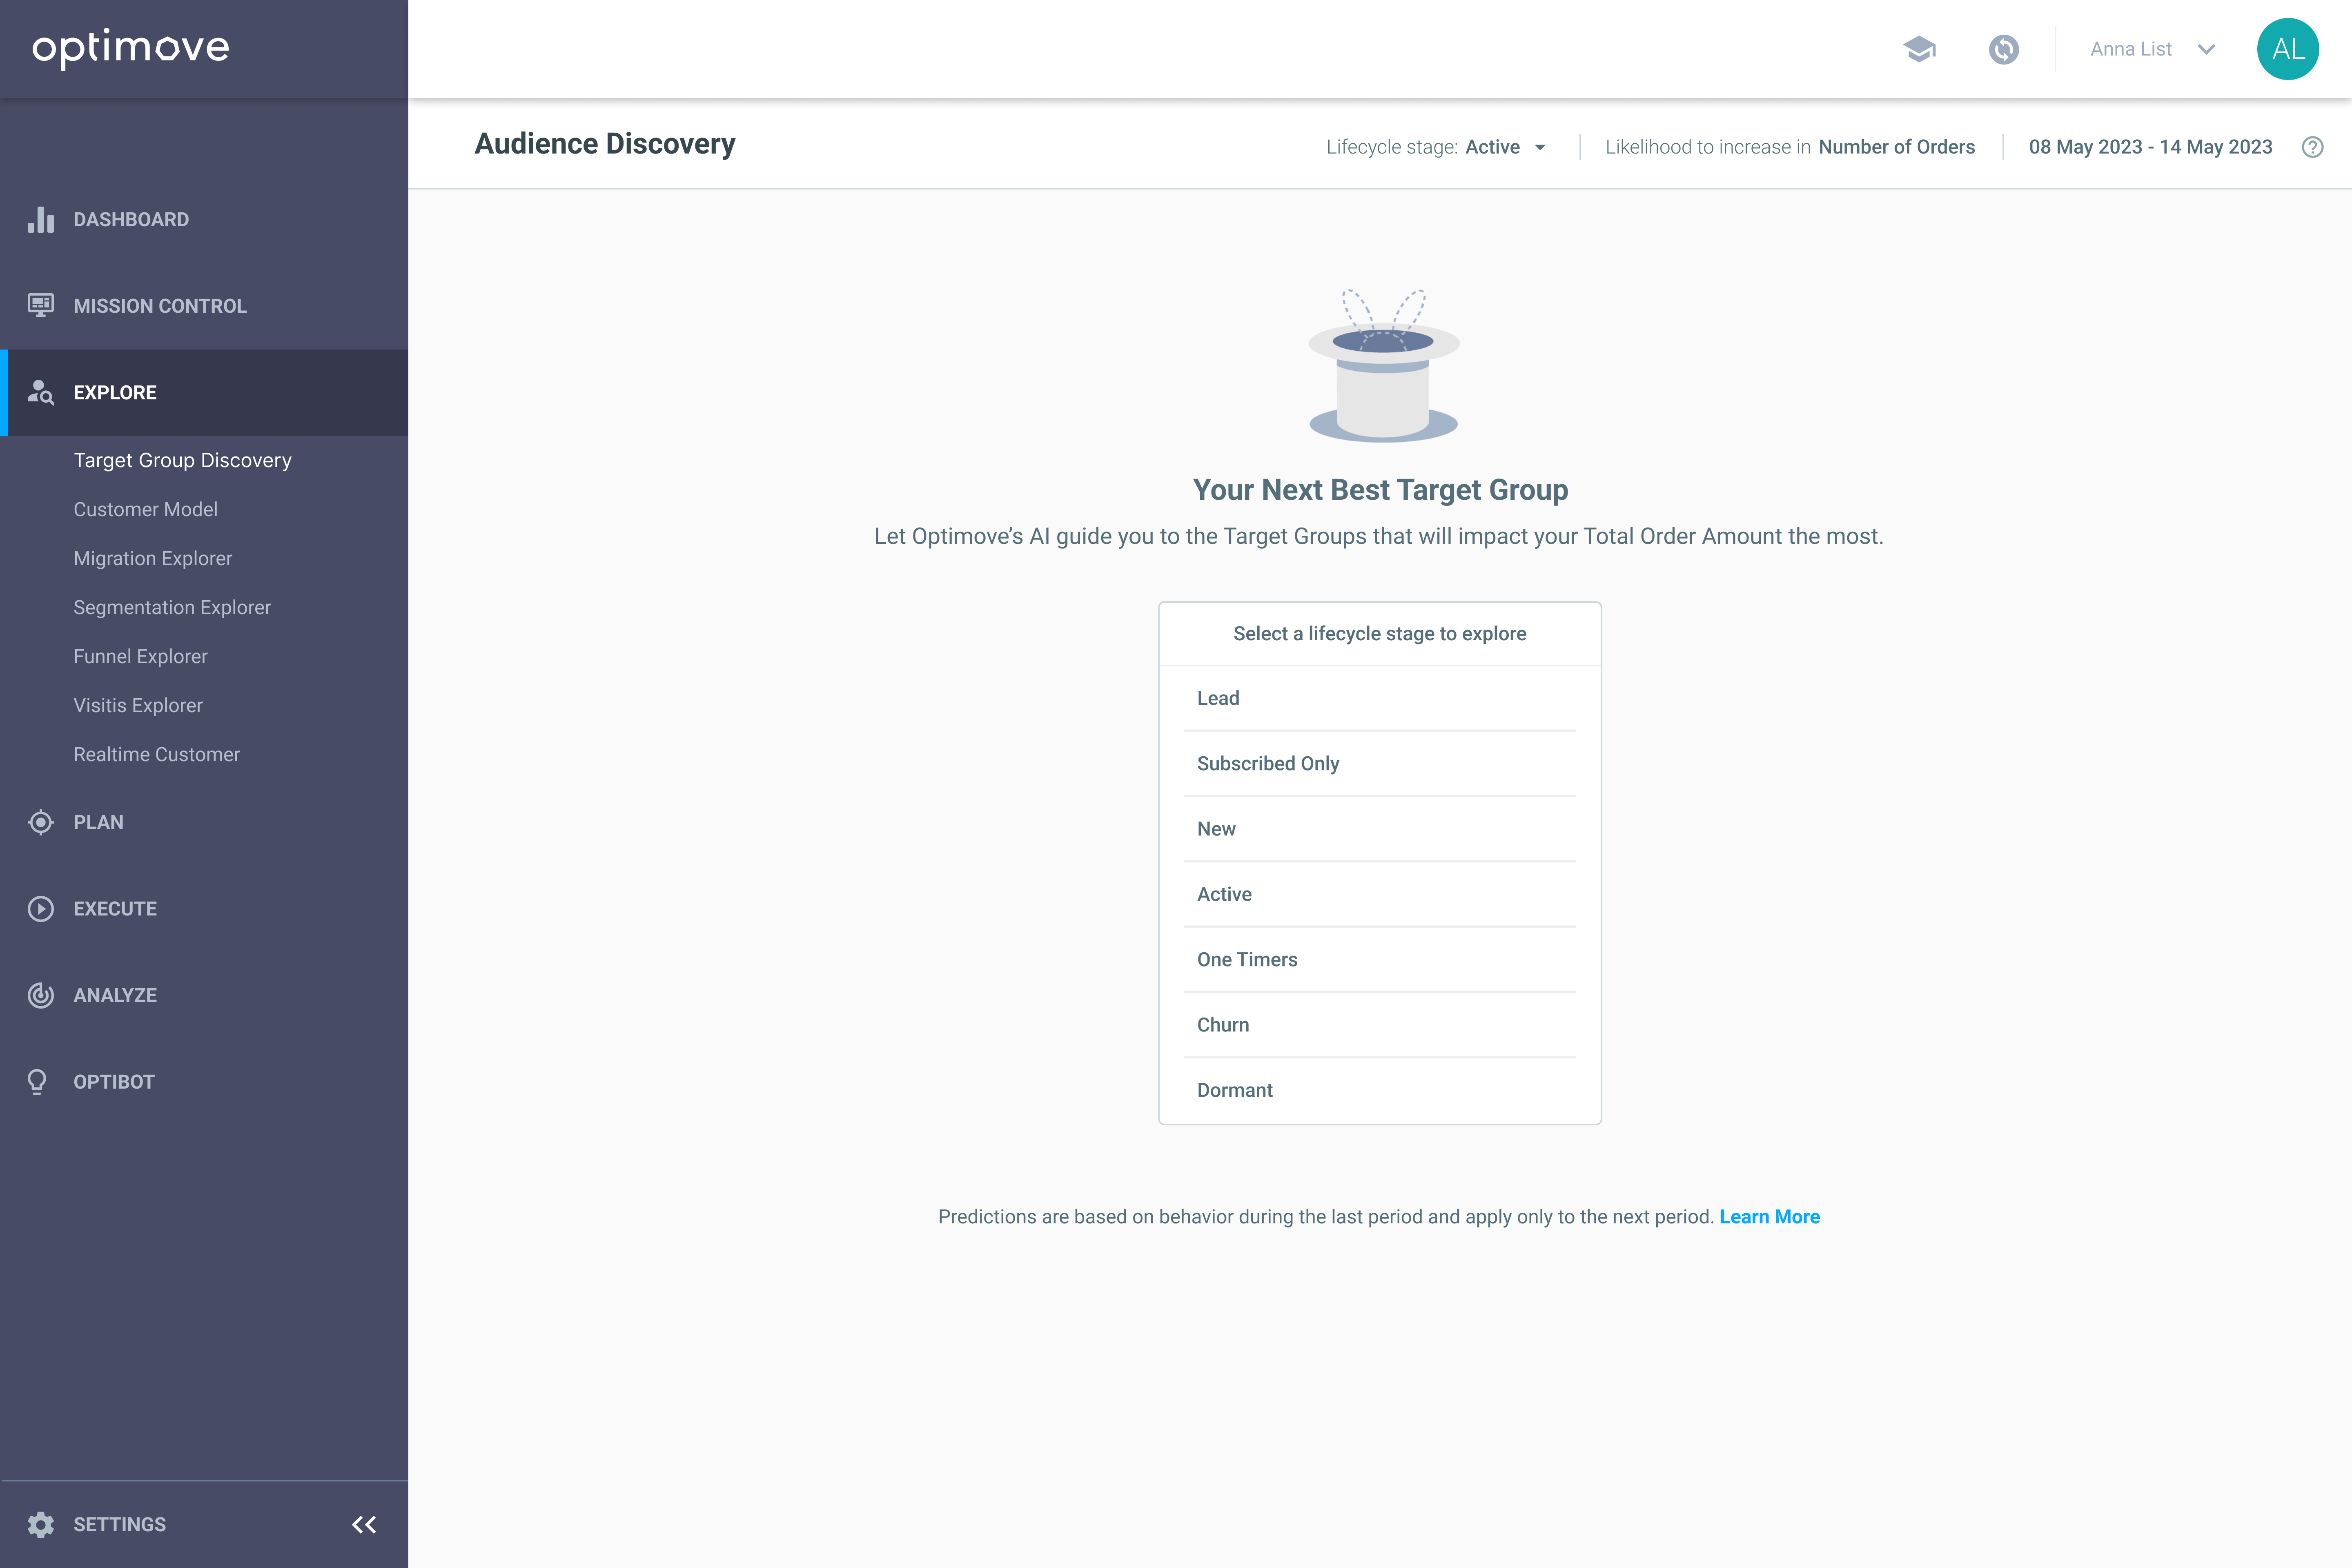 optimove
Anna List
AL
Audience Discovery
Lifecycle stage: Active
Likelihood to increase in Number of Orders
08 May 2023 - 14 May 2023
?
DASHBOARD
MISSION CONTROL
EXPLORE
Target Group Discovery
Customer Model
Migration Explorer
Segmentation Explorer
Funnel Explorer
Visitis Explorer
Realtime Customer
PLAN
EXECUTE
ANALYZE
OPTIBOT
SETTINGS
Your Next Best Target Group
Let Optimove’s AI guide you to the Target Groups that will impact your Total Order Amount the most.
Select a lifecycle stage to explore
Lead
Subscribed Only
New
Active
One Timers
Churn
Dormant
Predictions are based on behavior during the last period and apply only to the next period. Learn More